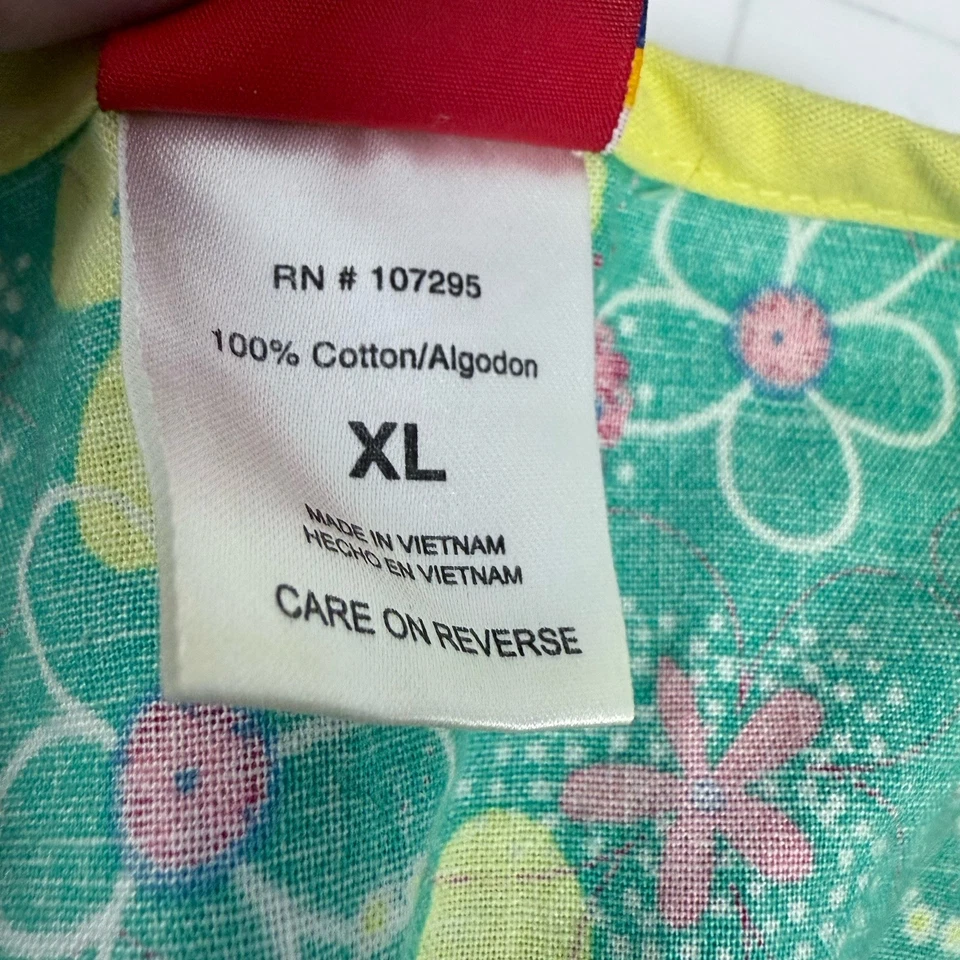 RN # 107295
100% Cotton/Algodon
XL
MADE IN VIETNAM
HECHO EN VIETNAM
CARE ON REVERSE